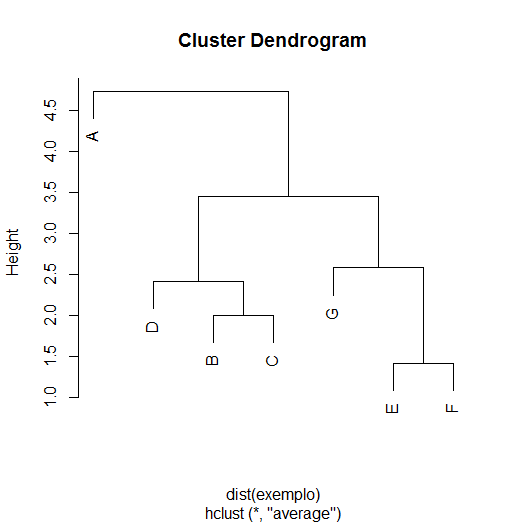 Cluster Dendrogram
Height
4.5
4.0
3.5
3.0
2.5
2.0
1.5
1.0
A
D
B
C
G
E
F
dist(exemplo)
hclust (*, "average")